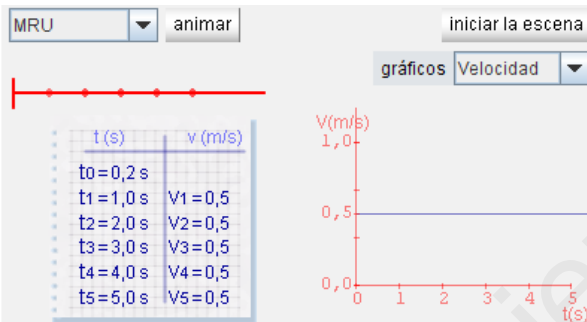 MRU animar iniciar la escena
gráficos Velocidad
t (s) v (m/s)
t0=0,2 s
t1=1,0 s V1=0,5
t2=2,0 s V2=0,5
t3=3,0 s V3=0,5
t4=4,0 s V4=0,5
t5=5,0 s V5=0,5
V(m/s)
1,0
0,5
0,0
0 1 2 3 4 5
t(s)